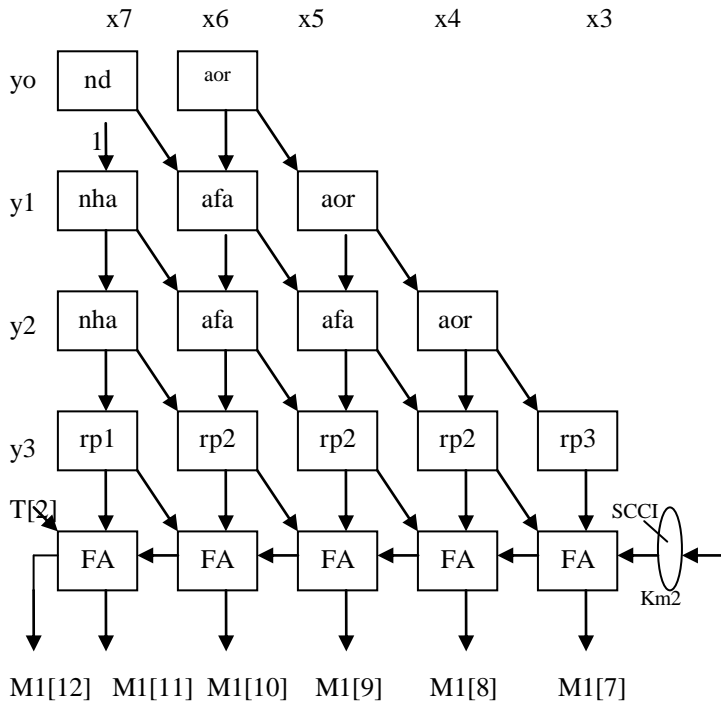 x7 x6 x5 x4 x3
yo nd aor
1
y1 nha afa aor
y2 nha afa afa aor
y3 rp1 rp2 rp2 rp2 rp3
T[2] SCCI
FA FA FA FA FA
Km2
M1[12] M1[11] M1[10] M1[9] M1[8] M1[7]